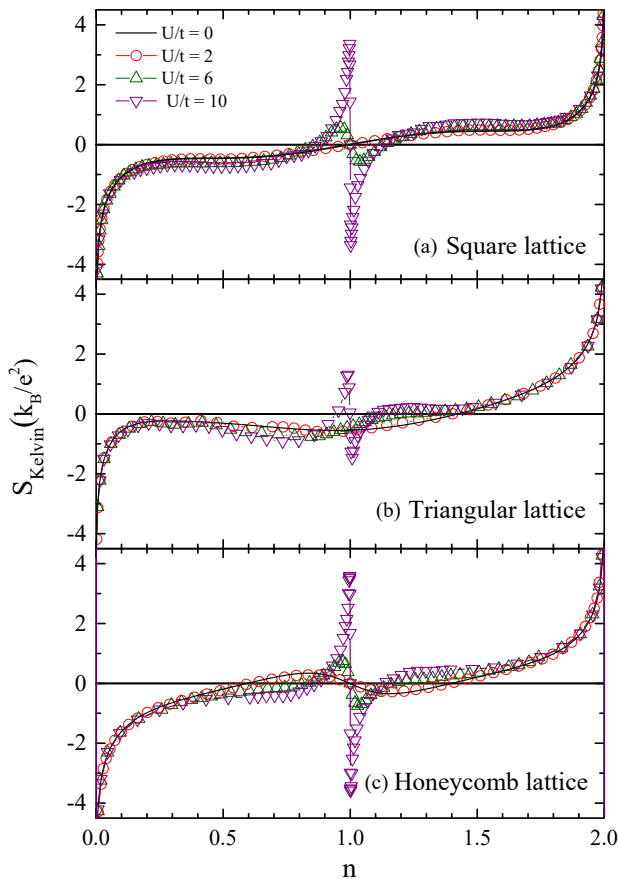 4
U/t = 0
U/t = 2
U/t = 6
U/t = 10
2
0
-2
(a) Square lattice
-4
4
2
0
-2
(b) Triangular lattice
-4
S_Kelvin(k_B/e^2)
4
2
0
-2
(c) Honeycomb lattice
-4
0.0 0.5 1.0 1.5 2.0
n